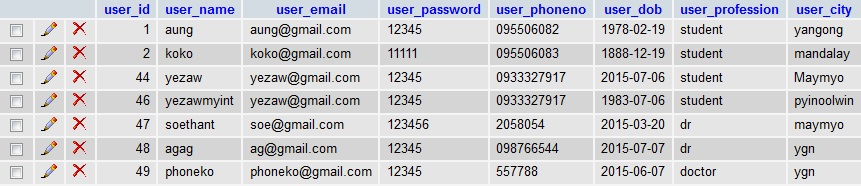 user_id user_name user_email user_password user_phoneno user_dob user_profession user_city
1 aung aung@gmail.com 12345 095506082 1978-02-19 student yangong
2 koko koko@gmail.com 11111 095506083 1888-12-19 student mandalay
44 yezaw yezaw@gmail.com 12345 0933327917 2015-07-06 student Maymyo
46 yezawmyint yezaw@gmail.com 12345 0933327917 1983-07-06 student pyinoolwin
47 soethant soe@gmail.com 123456 2058054 2015-03-20 dr maymyo
48 agag ag@gmail.com 12345 098766544 2015-07-07 dr ygn
49 phoneko phoneko@gmail.com 12345 557788 2015-06-07 doctor ygn